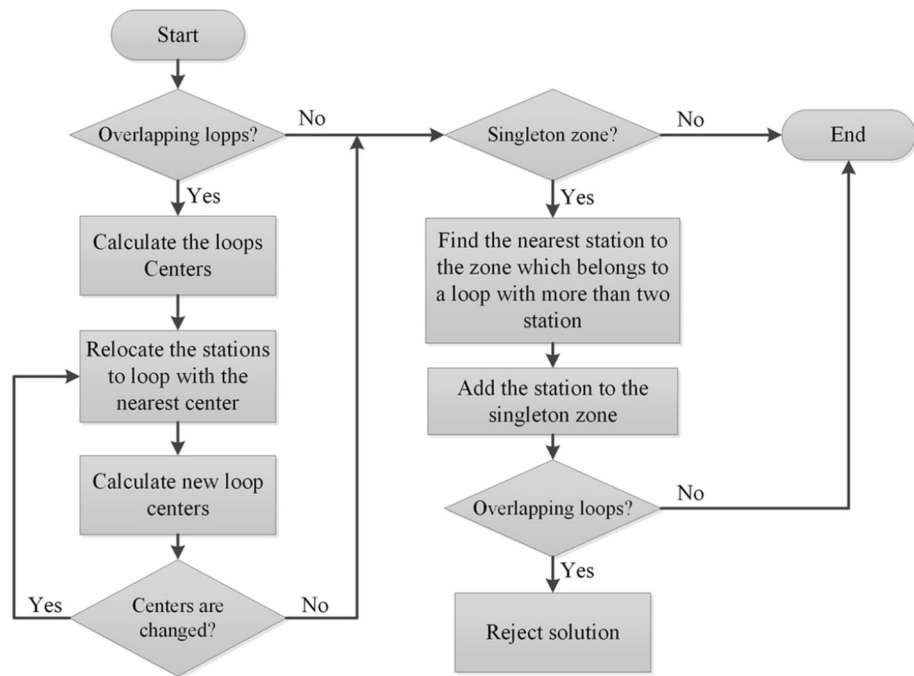 Start
Overlapping lopps?
No
Yes
Calculate the loops
Centers
Relocate the stations
to loop with the
nearest center
Calculate new loop
centers
Centers are
changed?
Yes
No
Singleton zone?
No
Yes
Find the nearest station to
the zone which belongs to
a loop with more than two
station
Add the station to the
singleton zone
Overlapping loops?
No
Yes
Reject solution
End